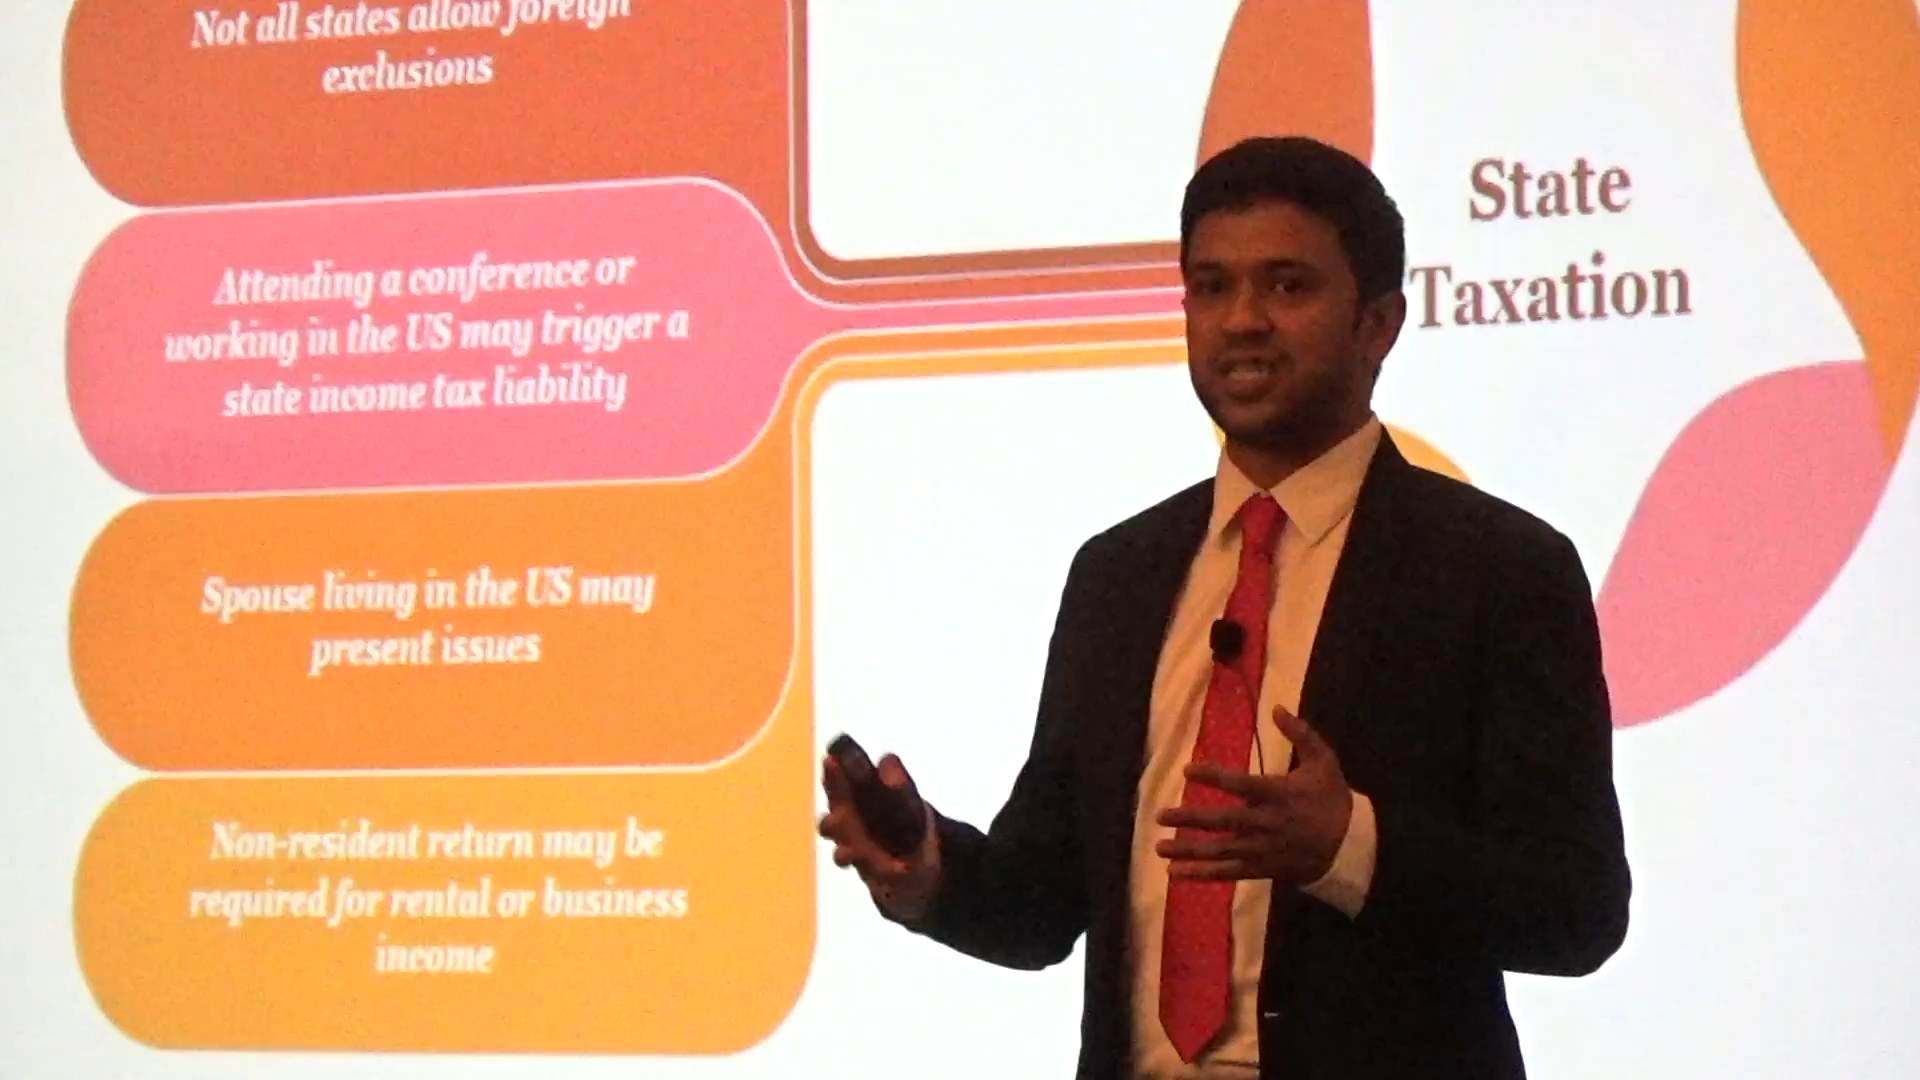 Not all states allow foreign
exclusions
Attending a conference or
working in the US may trigger a
state income tax liability
Spouse living in the US may
present issues
Non-resident return may be
required for rental or business
income
State
Taxation